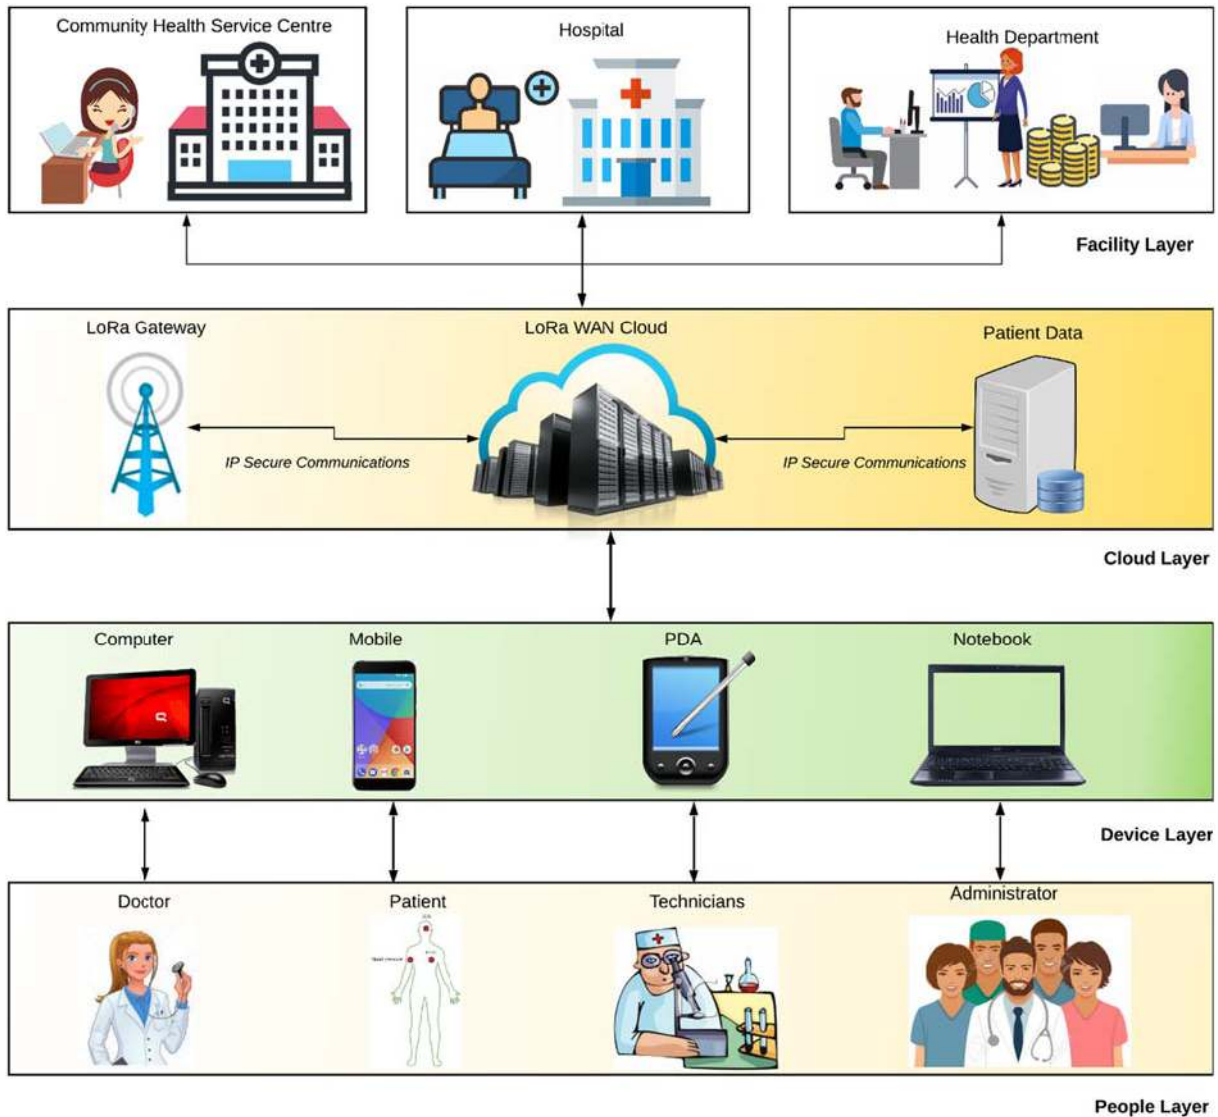 Community Health Service Centre
Hospital
Health Department
Facility Layer
LoRa Gateway
LoRa WAN Cloud
Patient Data
IP Secure Communications
IP Secure Communications
Cloud Layer
Computer
Mobile
PDA
Notebook
Device Layer
Doctor
Patient
Technicians
Administrator
People Layer